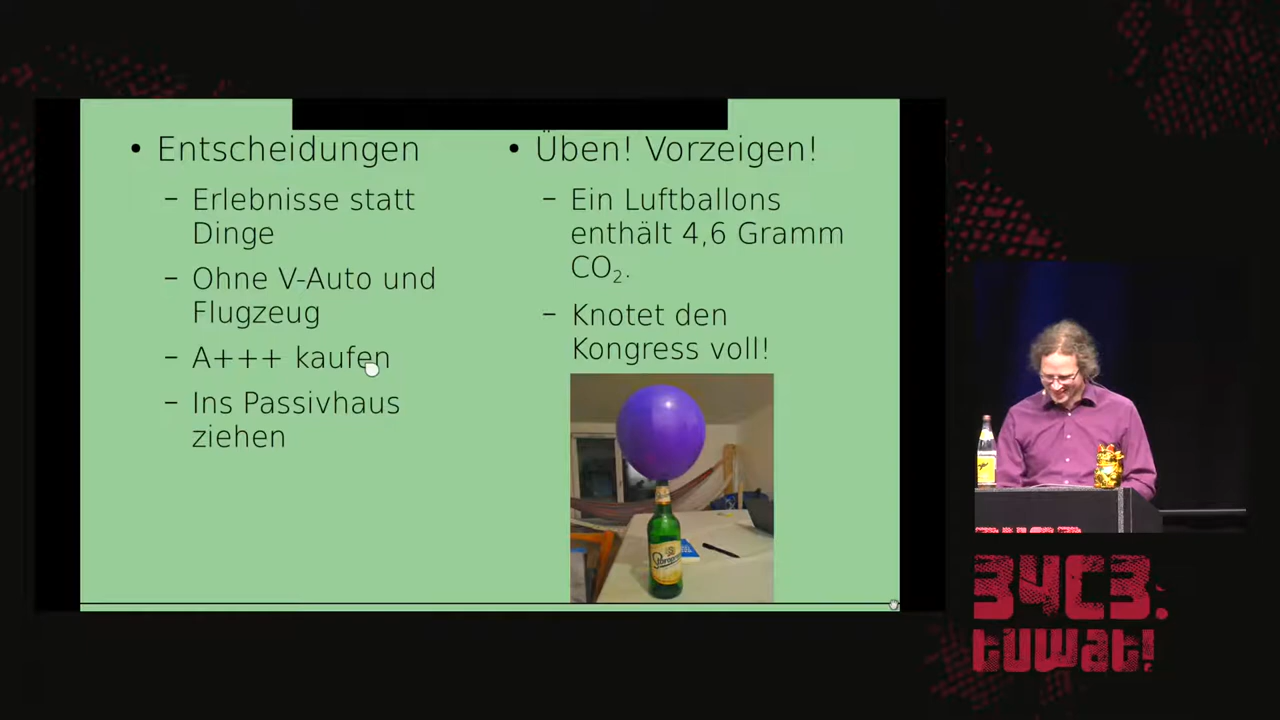 Entscheidungen
Erlebnisse statt
Dinge
Ohne V-Auto und
Flugzeug
A+++ kaufen
Ins Passivhaus
ziehen
Üben! Vorzeigen!
Ein Luftballons
enthält 4,6 Gramm
CO₂.
Knotet den
Kongress voll!
34C3.
tuwat!